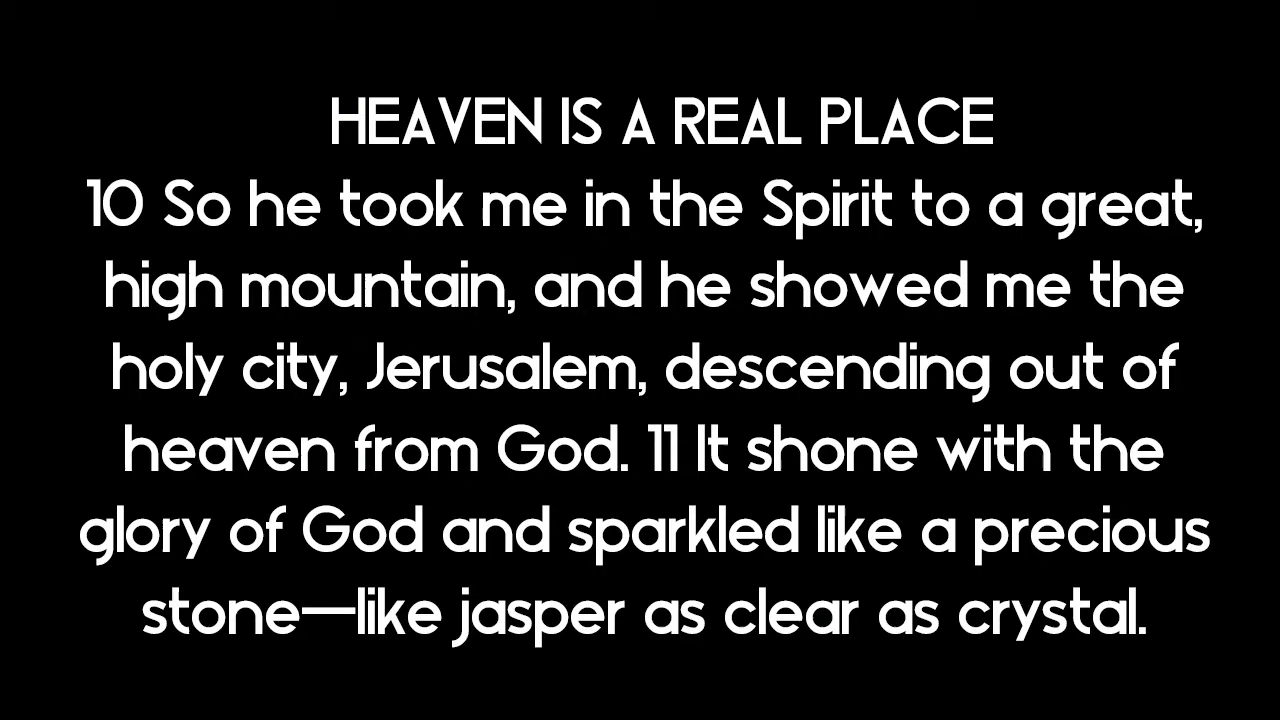 HEAVEN IS A REAL PLACE
10 So he took me in the Spirit to a great,
high mountain, and he showed me the
holy city, Jerusalem, descending out of
heaven from God. 11 It shone with the
glory of God and sparkled like a precious
stone—like jasper as clear as crystal.